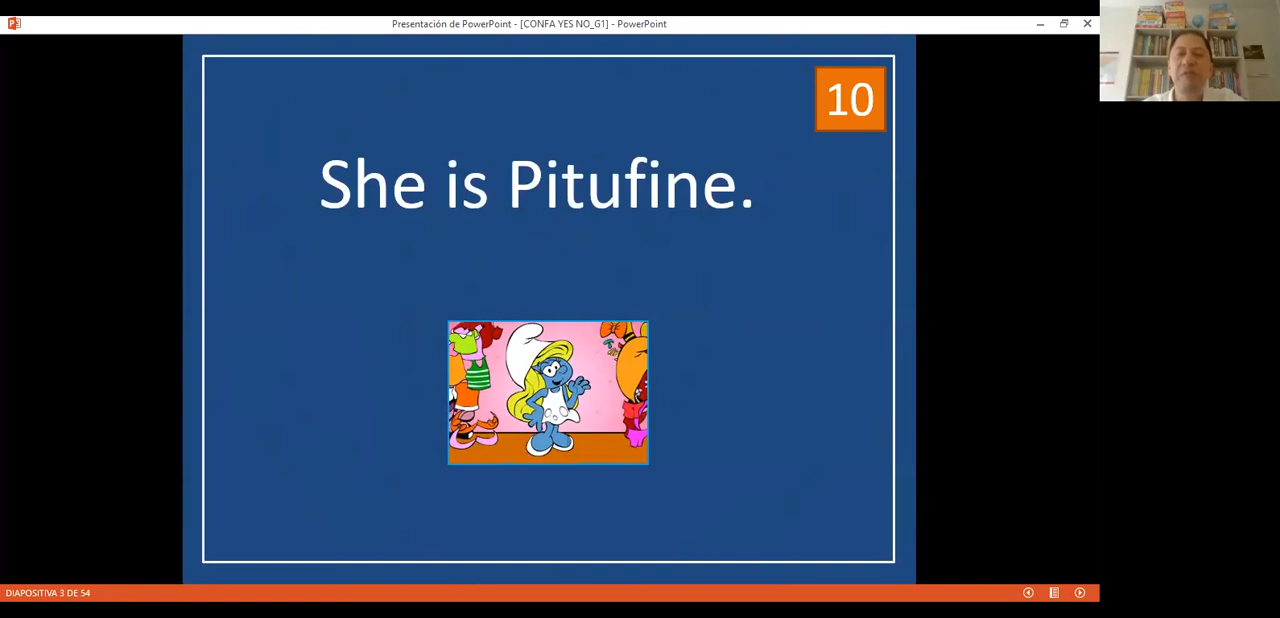 Presentación de PowerPoint - [CONFA YES NO_G1] - PowerPoint
10
She is Pitufine.
DIAPOSITIVA 3 DE 54